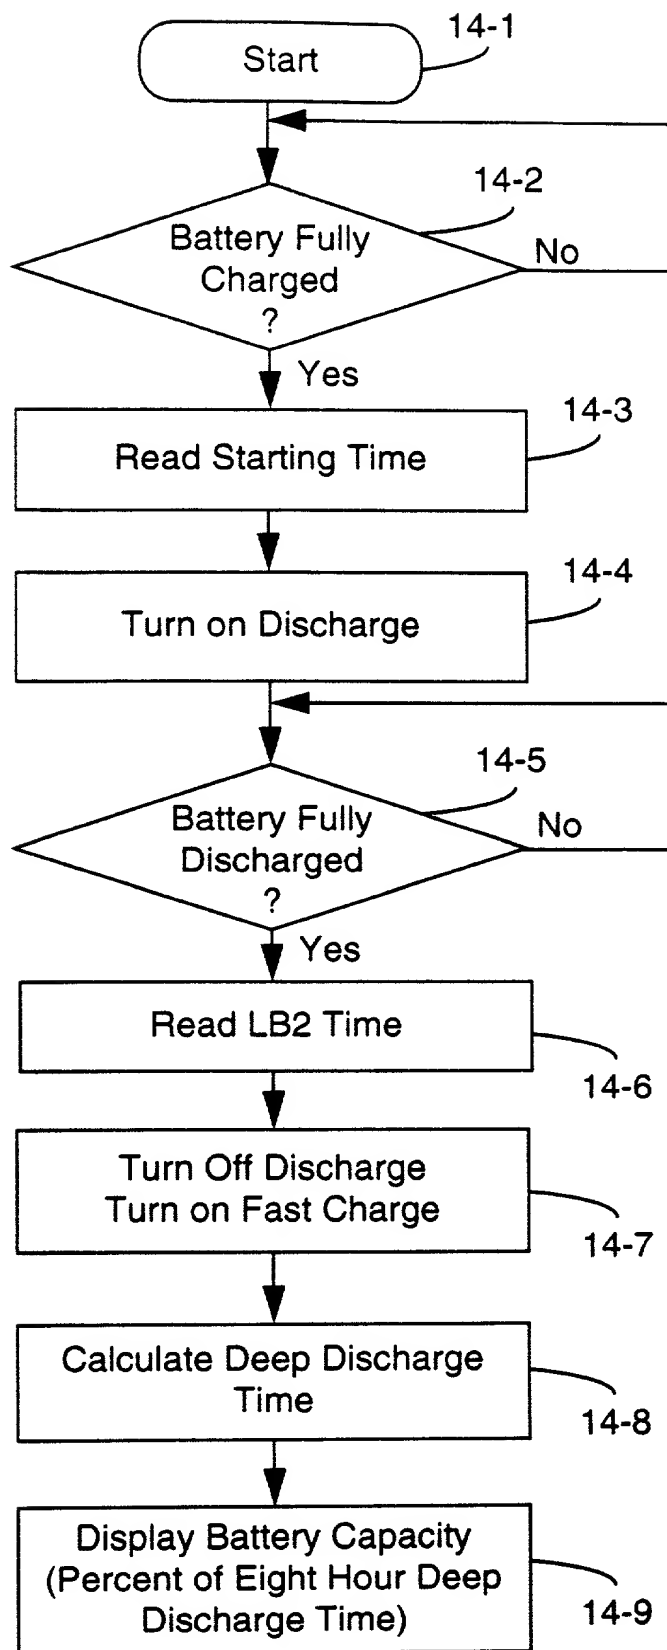 14-1
Start
14-2
Battery Fully
Charged
?
No
Yes
14-3
Read Starting Time
14-4
Turn on Discharge
14-5
Battery Fully
Discharged
?
No
Yes
Read LB2 Time
14-6
Turn Off Discharge
Turn on Fast Charge
14-7
Calculate Deep Discharge
Time
14-8
Display Battery Capacity
(Percent of Eight Hour Deep
Discharge Time)
14-9